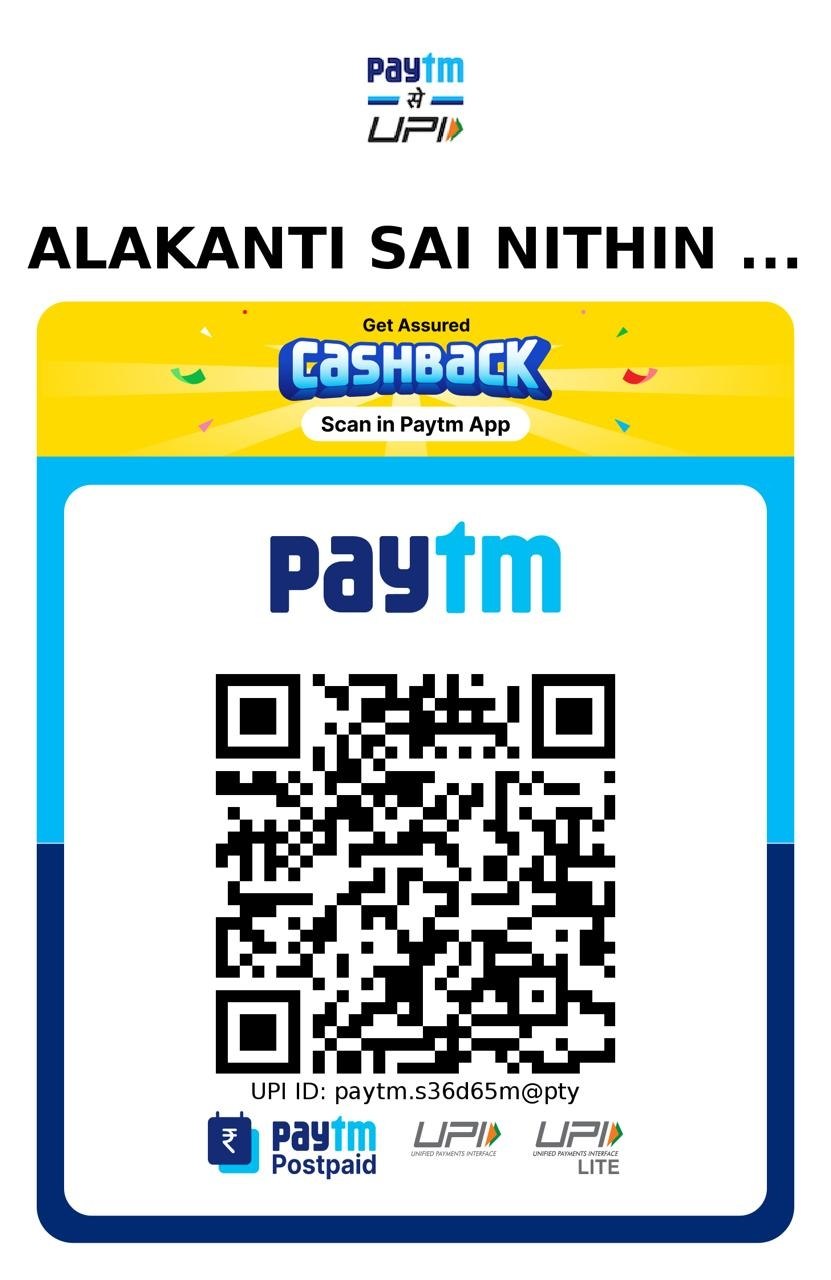 paytm
से
UPI
ALAKANTI SAI NITHIN ...
Get Assured
CASHBACK
Scan in Paytm App
paytm
UPI ID: paytm.s36d65m@pty
₹
paytm
Postpaid
UPI
UNIFIED PAYMENTS INTERFACE
UPI
UNIFIED PAYMENTS INTERFACE
LITE